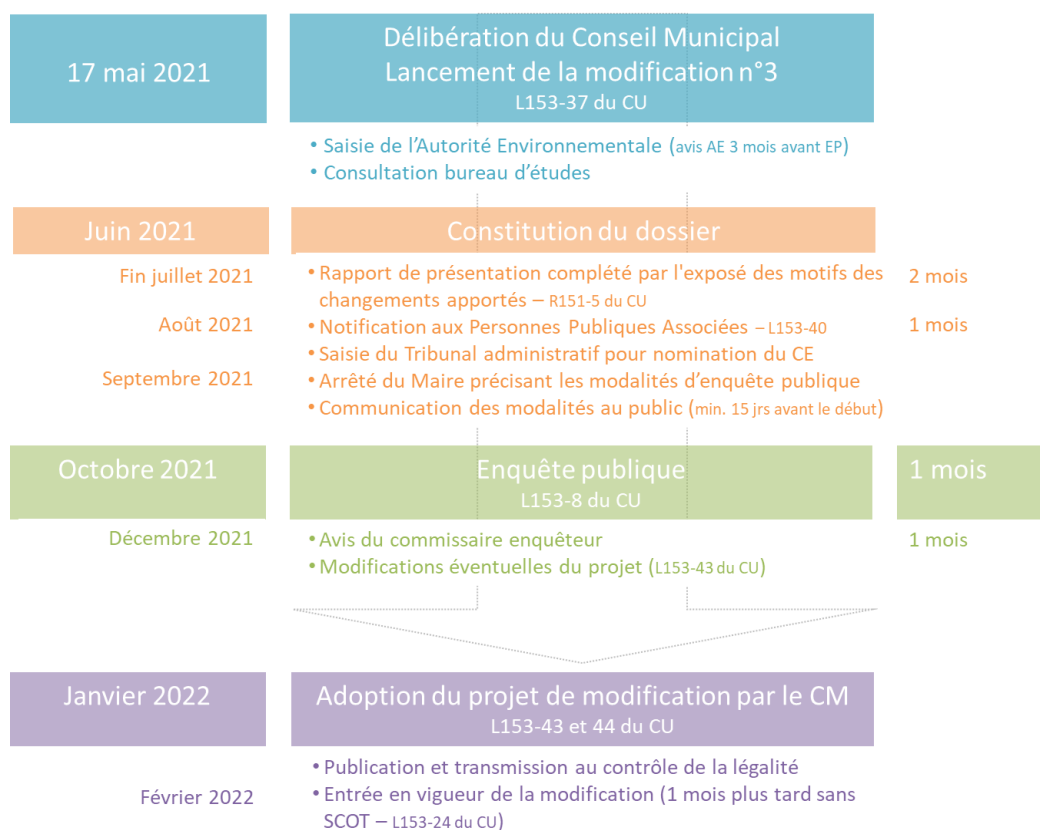 17 mai 2021
Délibération du Conseil Municipal
Lancement de la modification n°3
L153-37 du CU
• Saisie de l'Autorité Environnementale (avis AE 3 mois avant EP)
• Consultation bureau d'études
Juin 2021
Constitution du dossier
Fin juillet 2021
• Rapport de présentation complété par l'exposé des motifs des
changements apportés – R151-5 du CU
2 mois
Août 2021
• Notification aux Personnes Publiques Associées – L153-40
1 mois
• Saisie du Tribunal administratif pour nomination du CE
Septembre 2021
• Arrêté du Maire précisant les modalités d'enquête publique
• Communication des modalités au public (min. 15 jrs avant le début)
Octobre 2021
Enquête publique
L153-8 du CU
1 mois
Décembre 2021
• Avis du commissaire enquêteur
1 mois
• Modifications éventuelles du projet (L153-43 du CU)
Janvier 2022
Adoption du projet de modification par le CM
L153-43 et 44 du CU
• Publication et transmission au contrôle de la légalité
Février 2022
• Entrée en vigueur de la modification (1 mois plus tard sans
SCOT – L153-24 du CU)